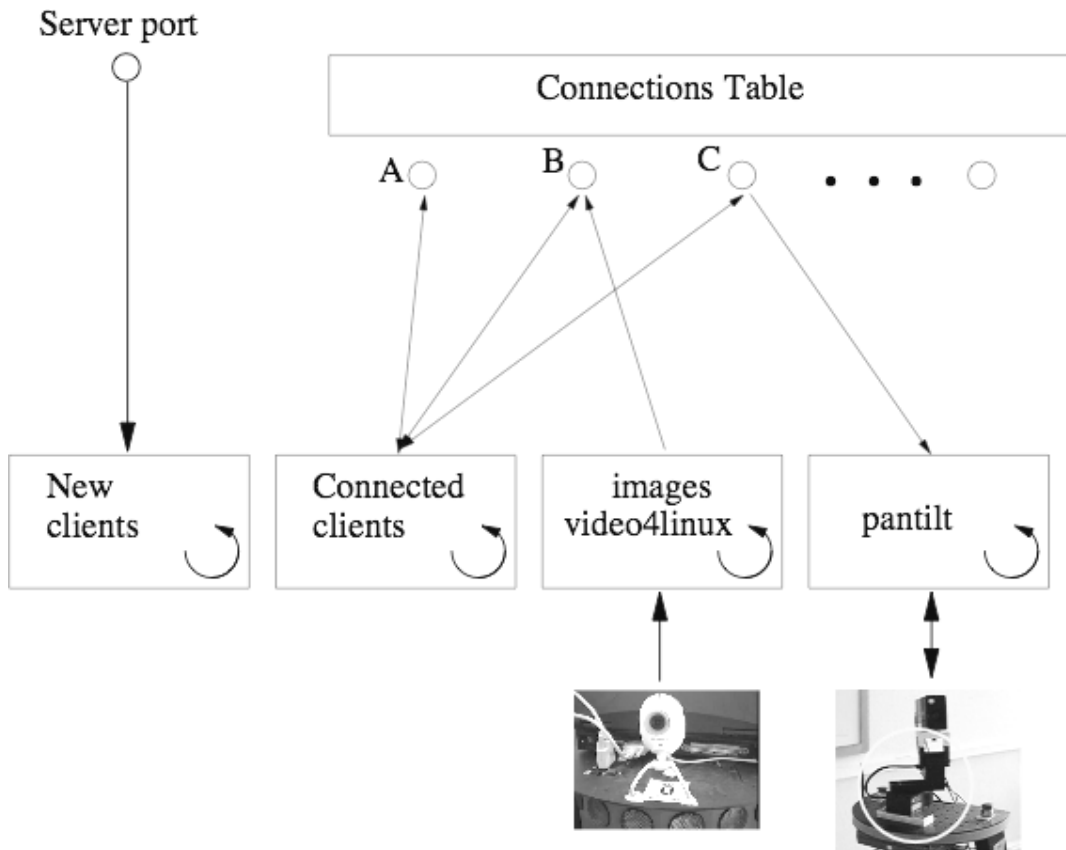 Server port
Connections Table
A
B
C
New
clients
Connected
clients
images
video4linux
pantilt